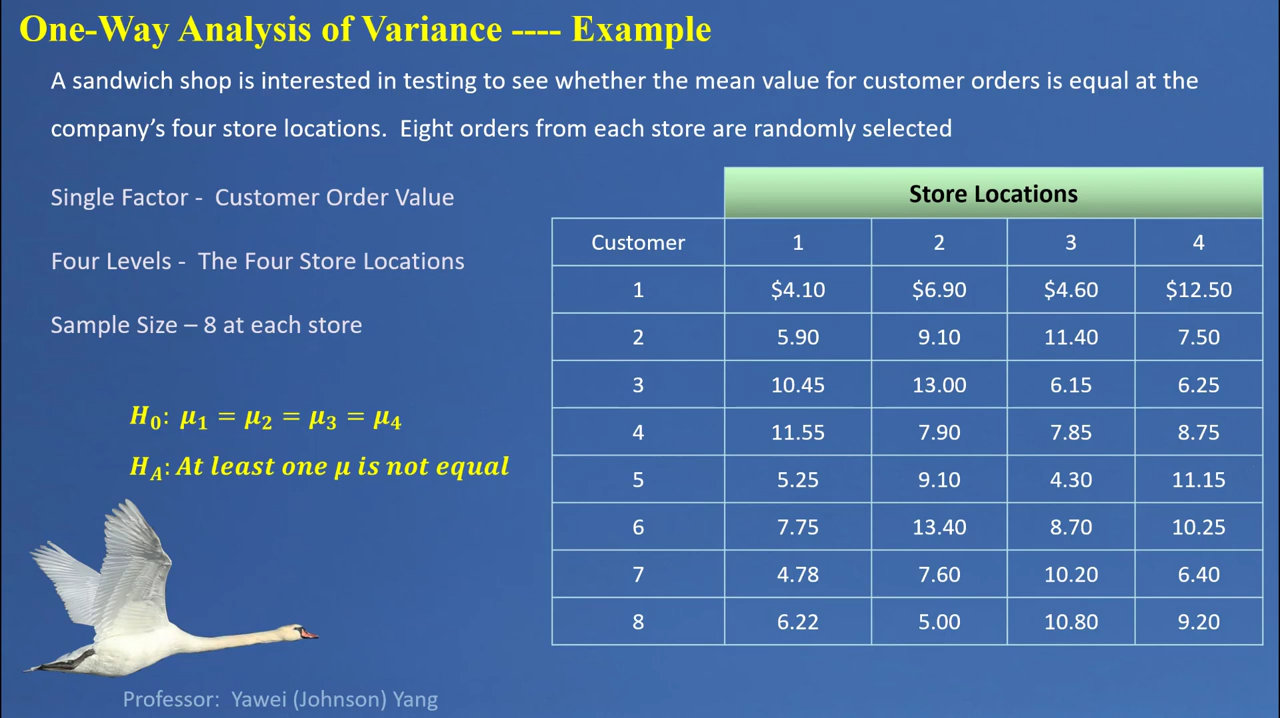 One-Way Analysis of Variance ---- Example
A sandwich shop is interested in testing to see whether the mean value for customer orders is equal at the
company’s four store locations.  Eight orders from each store are randomly selected
Single Factor -  Customer Order Value
Four Levels -  The Four Store Locations
Sample Size – 8 at each store
H₀: μ₁ = μ₂ = μ₃ = μ₄
H_A: At least one μ is not equal
Store Locations
Customer 1 2 3 4
1 $4.10 $6.90 $4.60 $12.50
2 5.90 9.10 11.40 7.50
3 10.45 13.00 6.15 6.25
4 11.55 7.90 7.85 8.75
5 5.25 9.10 4.30 11.15
6 7.75 13.40 8.70 10.25
7 4.78 7.60 10.20 6.40
8 6.22 5.00 10.80 9.20
Professor:  Yawei (Johnson) Yang